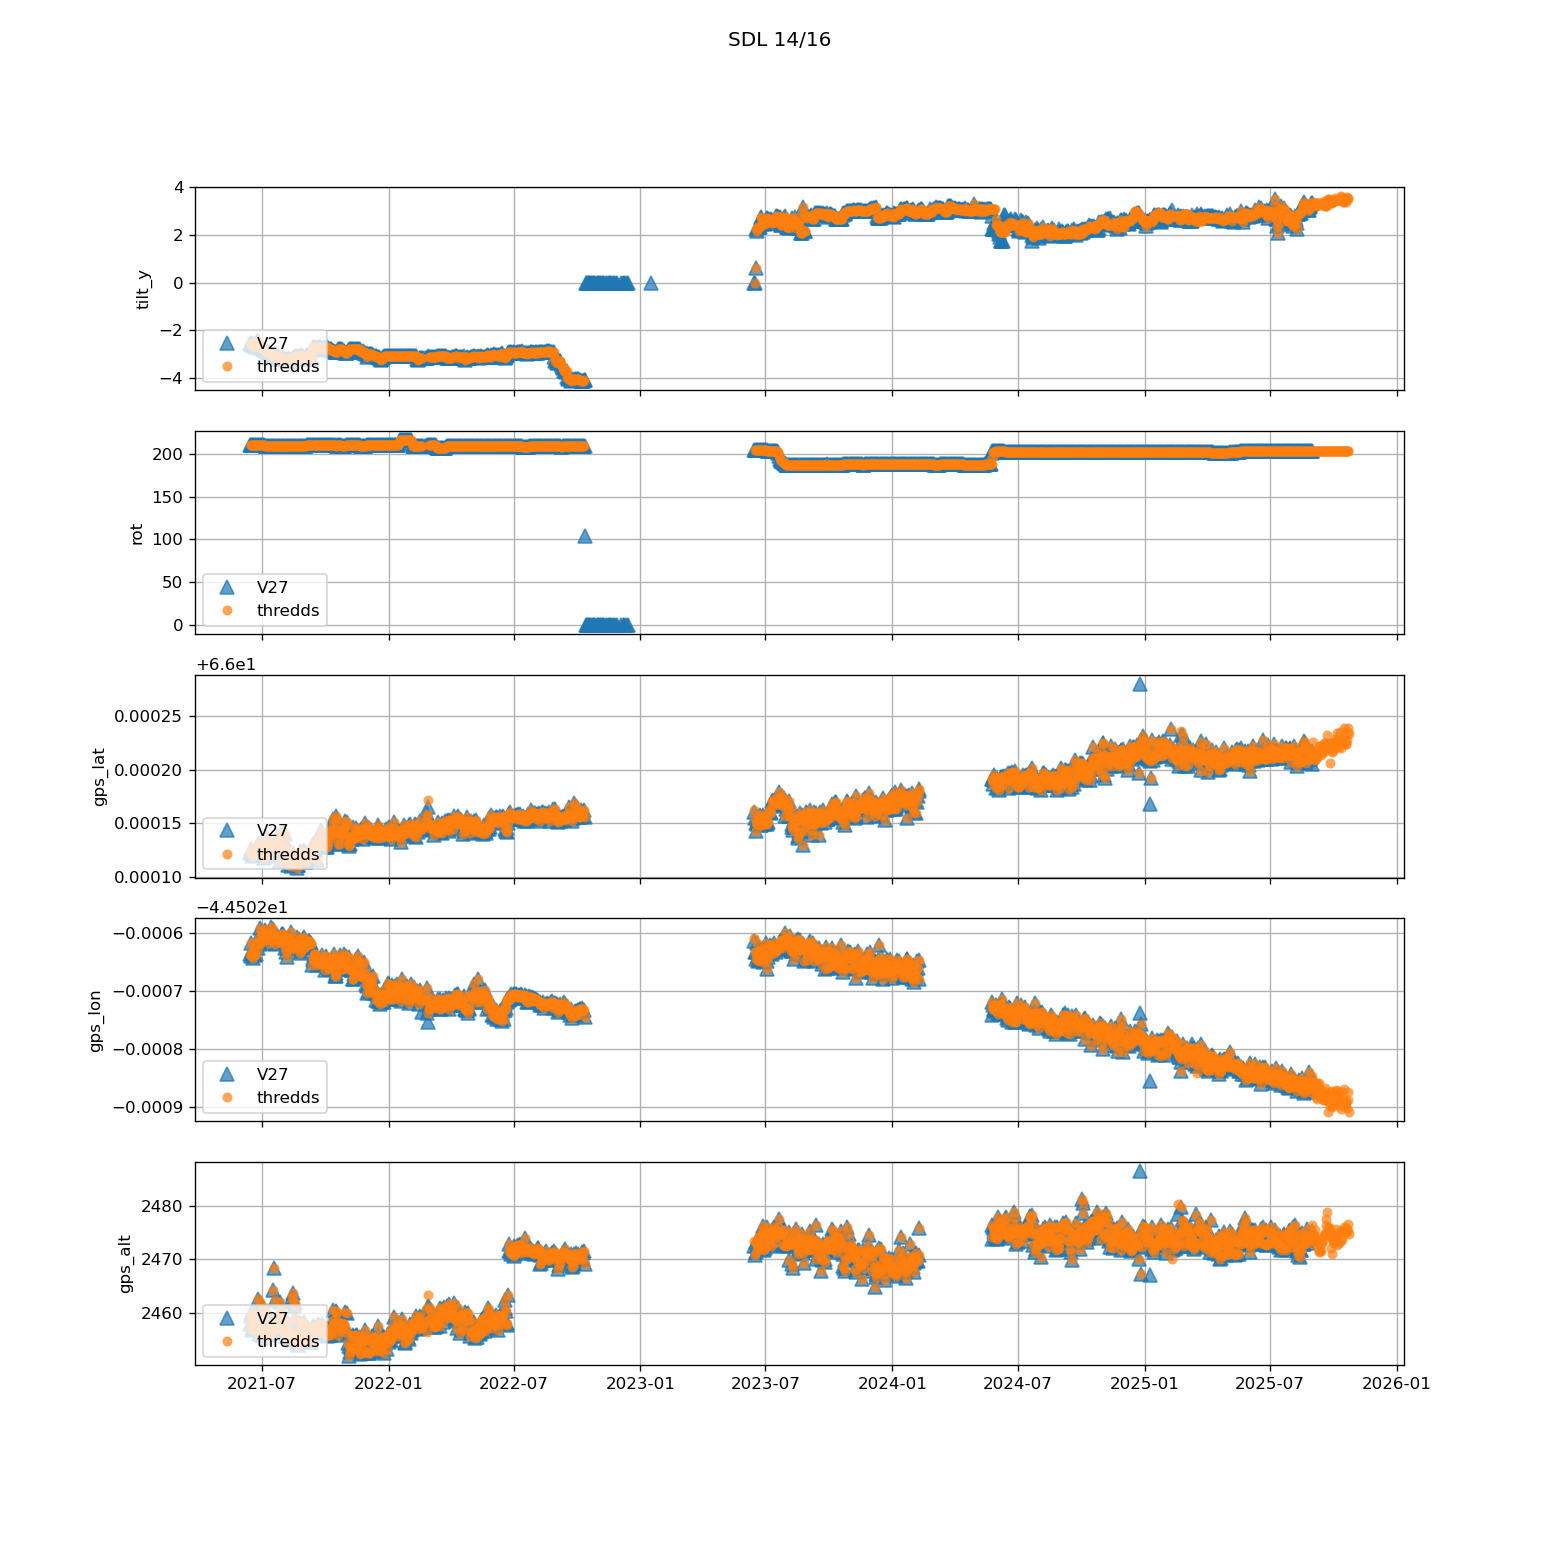 SDL 14/16
4
2
0
−2
−4
tilt_y
V27
thredds
200
150
100
50
0
rot
V27
thredds
+6.6e1
0.00025
0.00020
0.00015
0.00010
gps_lat
V27
thredds
−4.4502e1
−0.0006
−0.0007
−0.0008
−0.0009
gps_lon
V27
thredds
2480
2470
2460
gps_alt
V27
thredds
2021-07 2022-01 2022-07 2023-01 2023-07 2024-01 2024-07 2025-01 2025-07 2026-01